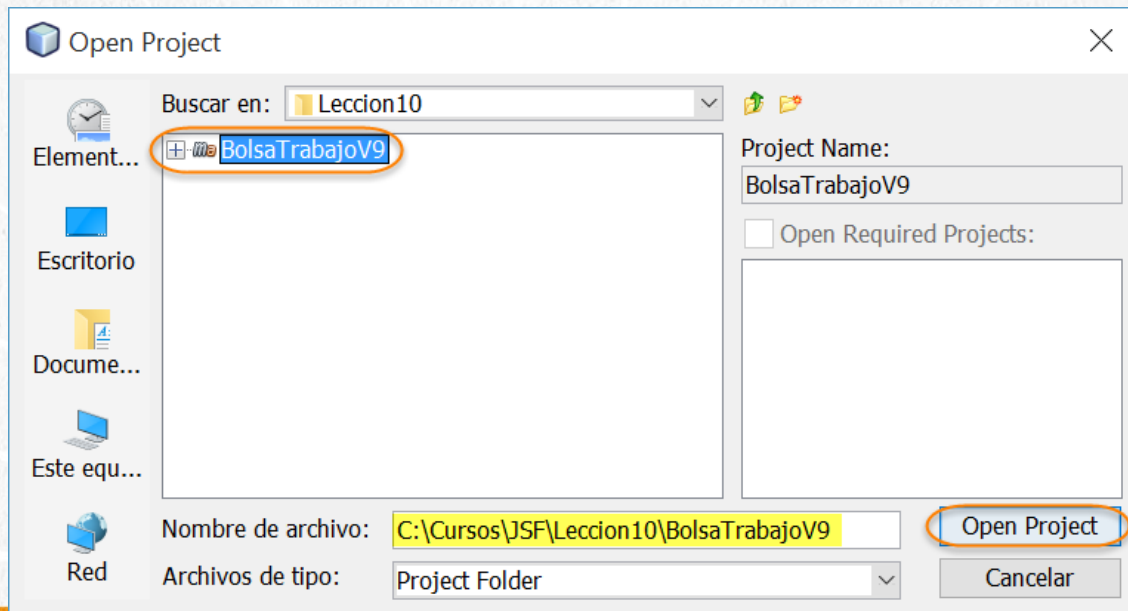 Open Project
Buscar en:
Leccion10
Element...
BolsaTrabajoV9
Project Name:
BolsaTrabajoV9
Open Required Projects:
Escritorio
Docume...
Este equ...
Nombre de archivo:
C:\Cursos\JSF\Leccion10\BolsaTrabajoV9
Open Project
Red
Archivos de tipo:
Project Folder
Cancelar